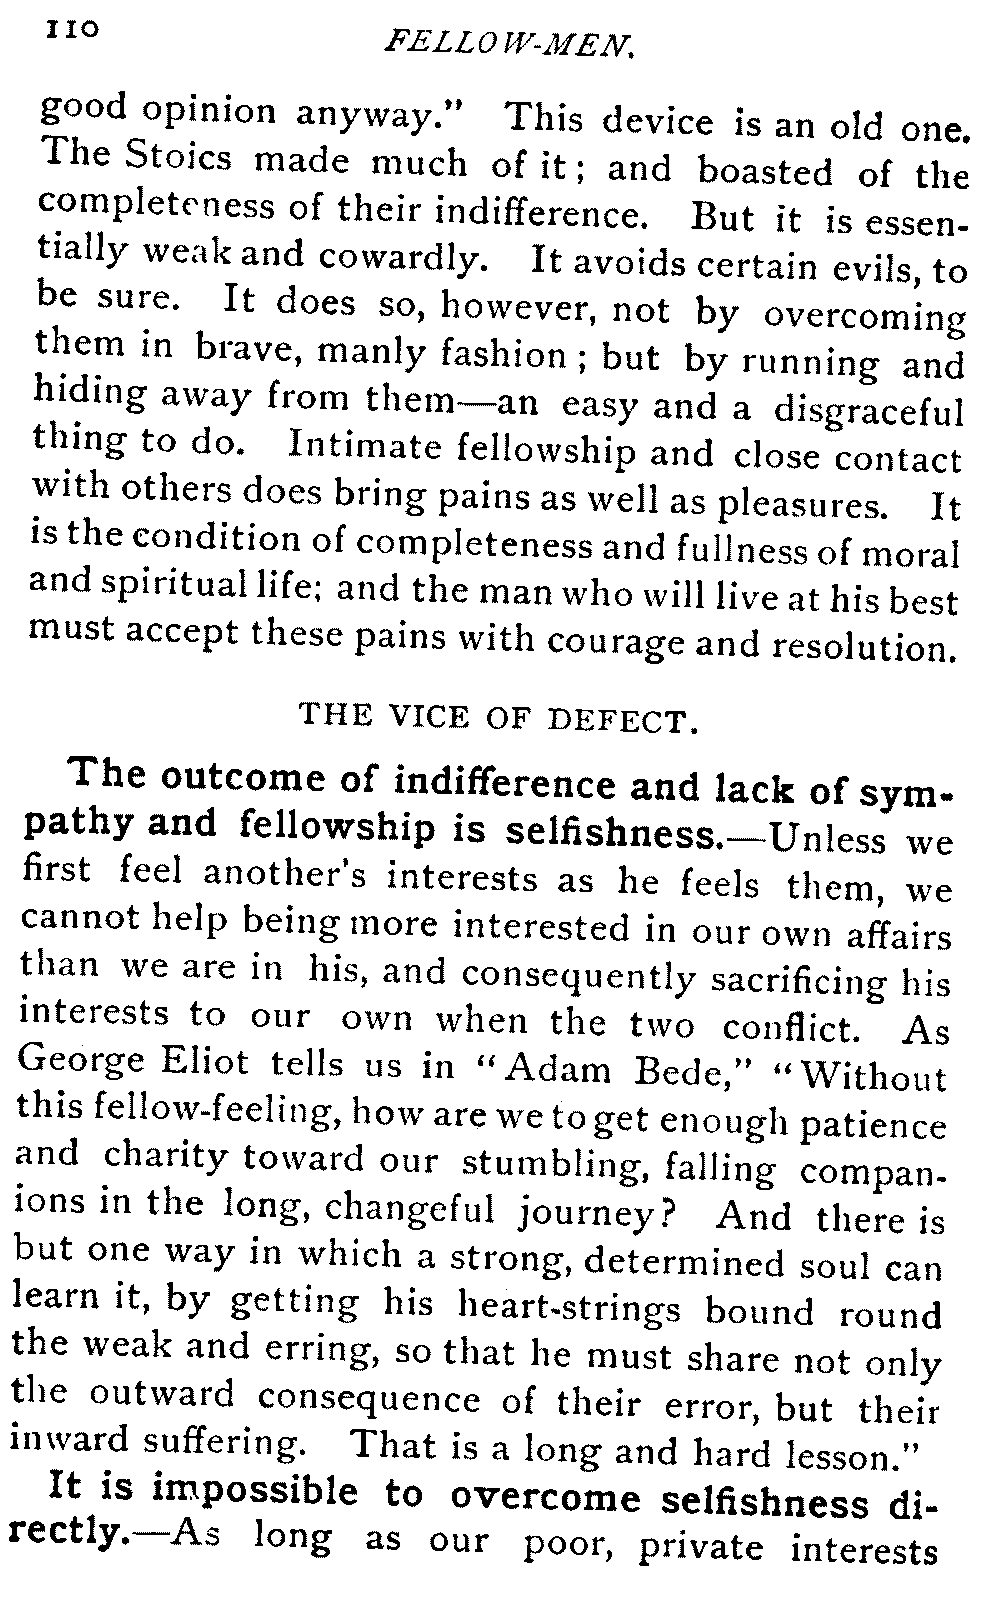 110
FELLOW-MEN.
good opinion anyway." This device is an old one.
The Stoics made much of it; and boasted of the
completeness of their indifference. But it is essen-
tially weak and cowardly. It avoids certain evils, to
be sure. It does so, however, not by overcoming
them in brave, manly fashion; but by running and
hiding away from them—an easy and a disgraceful
thing to do. Intimate fellowship and close contact
with others does bring pains as well as pleasures. It
is the condition of completeness and fullness of moral
and spiritual life; and the man who will live at his best
must accept these pains with courage and resolution.
THE VICE OF DEFECT.
The outcome of indifference and lack of sym-
pathy and fellowship is selfishness.—Unless we
first feel another's interests as he feels them, we
cannot help being more interested in our own affairs
than we are in his, and consequently sacrificing his
interests to our own when the two conflict. As
George Eliot tells us in "Adam Bede," "Without
this fellow-feeling, how are we to get enough patience
and charity toward our stumbling, falling compan-
ions in the long, changeful journey? And there is
but one way in which a strong, determined soul can
learn it, by getting his heart-strings bound round
the weak and erring, so that he must share not only
the outward consequence of their error, but their
inward suffering. That is a long and hard lesson."
It is impossible to overcome selfishness di-
rectly.—As long as our poor, private interests